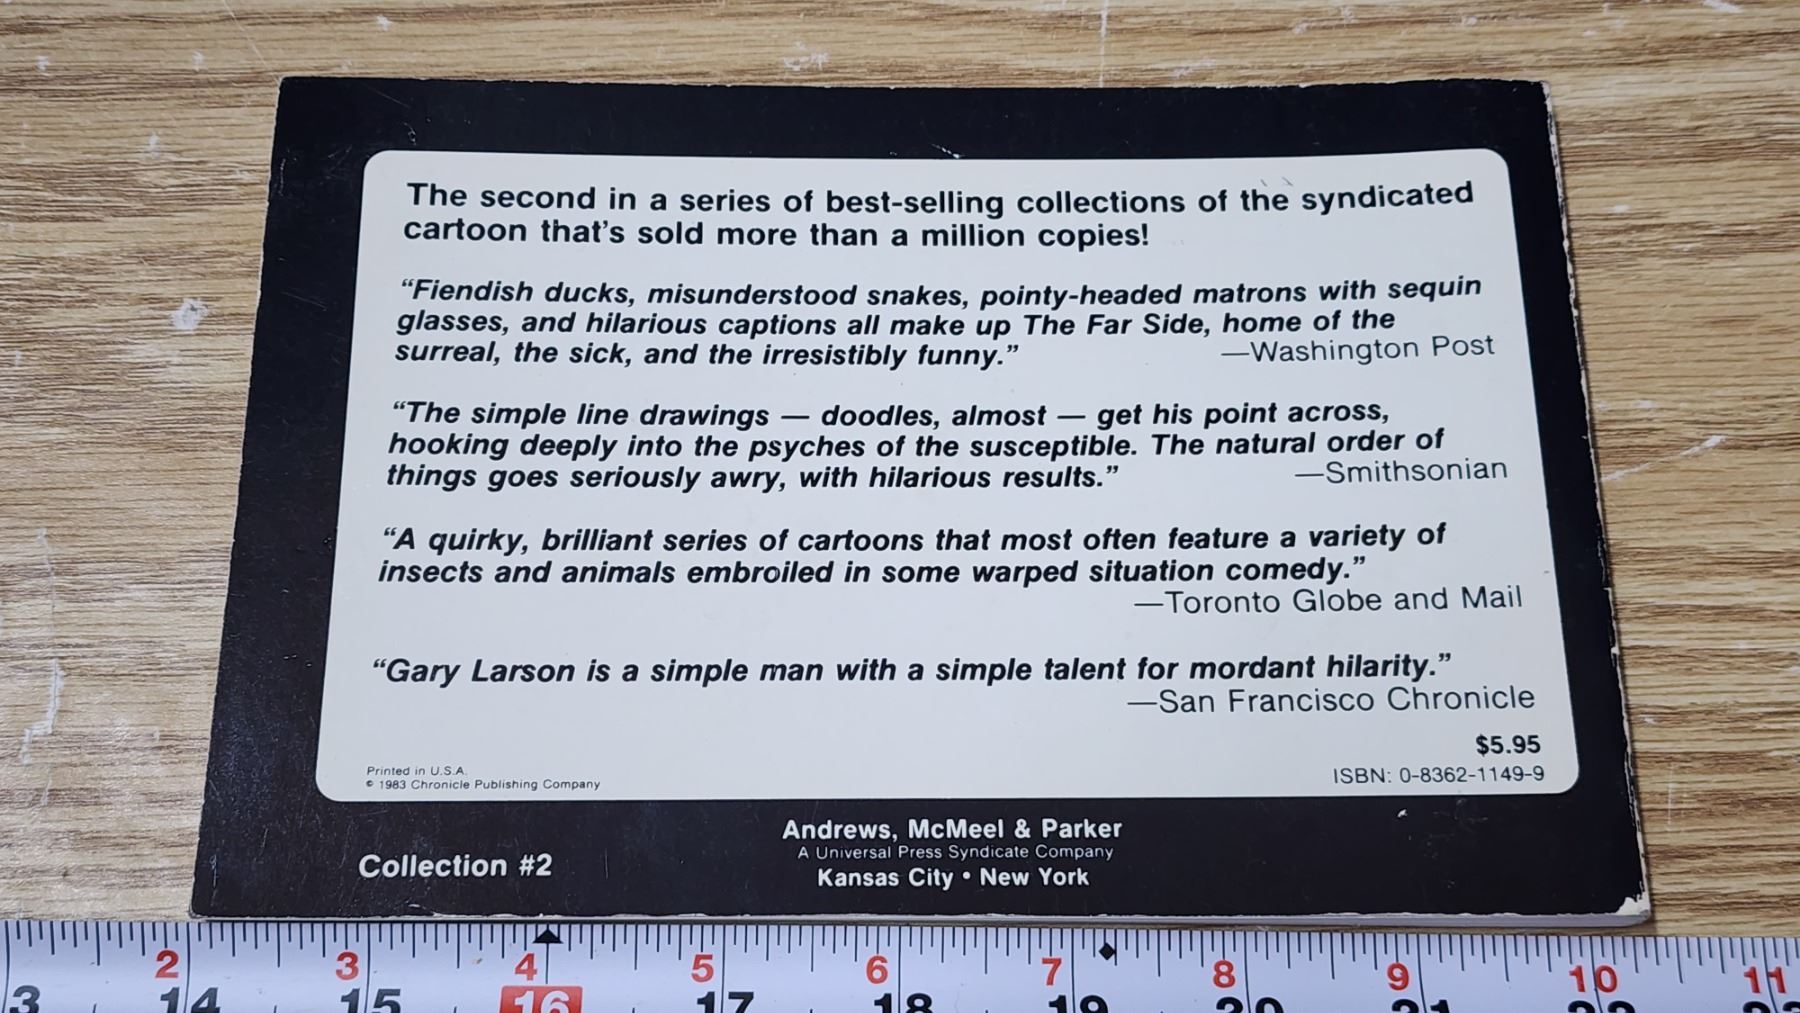 The second in a series of best-selling collections of the syndicated
cartoon that's sold more than a million copies!
“Fiendish ducks, misunderstood snakes, pointy-headed matrons with sequin
glasses, and hilarious captions all make up The Far Side, home of the
surreal, the sick, and the irresistibly funny.” —Washington Post
“The simple line drawings — doodles, almost — get his point across,
hooking deeply into the psyches of the susceptible. The natural order of
things goes seriously awry, with hilarious results.” —Smithsonian
“A quirky, brilliant series of cartoons that most often feature a variety of
insects and animals embroiled in some warped situation comedy.”
—Toronto Globe and Mail
“Gary Larson is a simple man with a simple talent for mordant hilarity.”
—San Francisco Chronicle
$5.95
Printed in U.S.A. ISBN: 0-8362-1149-9
© 1983 Chronicle Publishing Company
Andrews, McMeel & Parker
A Universal Press Syndicate Company
Collection #2 Kansas City • New York
2 3 4 5 6 7 8 9 10 11
3 14 15 16 17 18 19 20 21